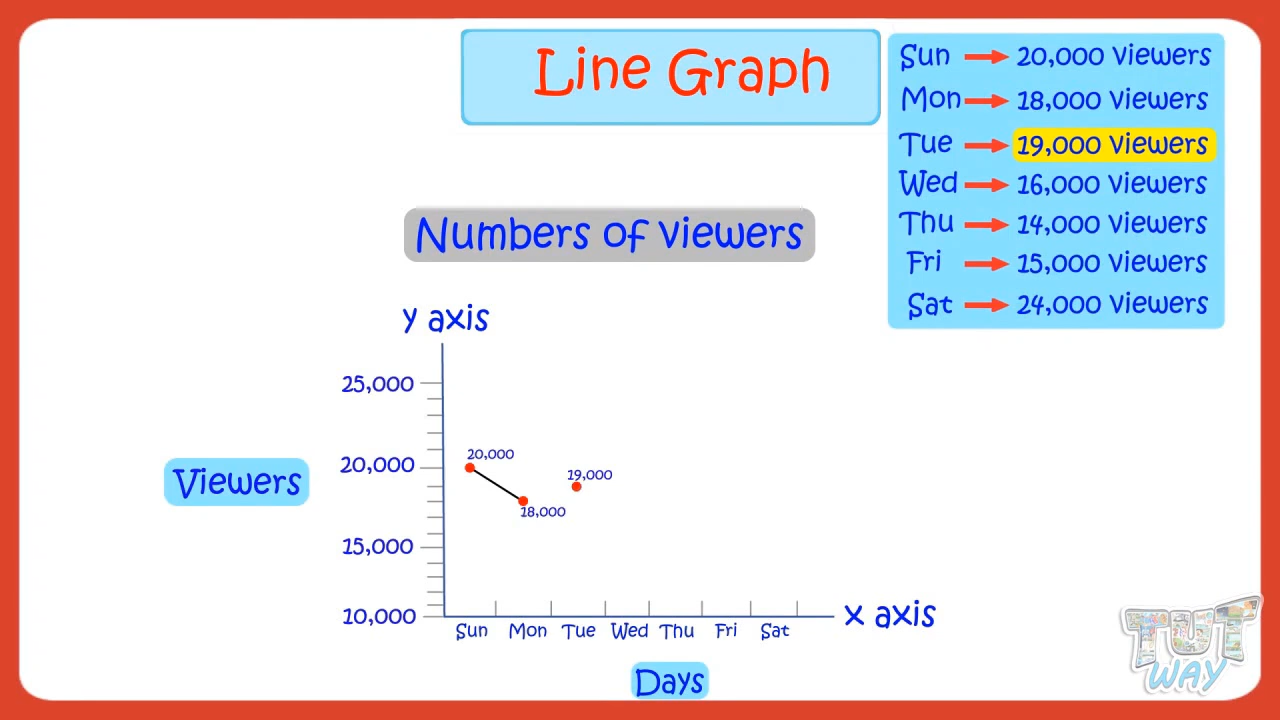 Line Graph
Sun 20,000 Viewers
Mon 18,000 Viewers
Tue 19,000 Viewers
Wed 16,000 Viewers
Thu 14,000 Viewers
Fri 15,000 Viewers
Sat 24,000 Viewers
Numbers of viewers
y axis
25,000
20,000
15,000
10,000
Viewers
20,000
18,000
19,000
Sun Mon Tue Wed Thu Fri Sat
x axis
Days
TUT
WAY